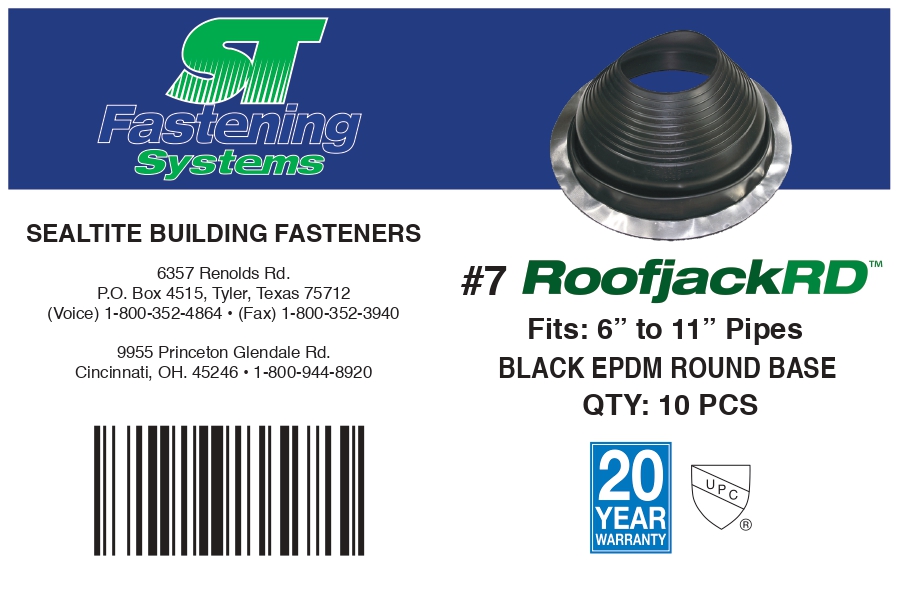 ST
Fastening
Systems
SEALTITE BUILDING FASTENERS
6357 Renolds Rd.
P.O. Box 4515, Tyler, Texas 75712
(Voice) 1-800-352-4864 • (Fax) 1-800-352-3940
9955 Princeton Glendale Rd.
Cincinnati, OH. 45246 • 1-800-944-8920
#7 RoofjackRD™
Fits: 6” to 11” Pipes
BLACK EPDM ROUND BASE
QTY: 10 PCS
20
YEAR
WARRANTY
UPC
®